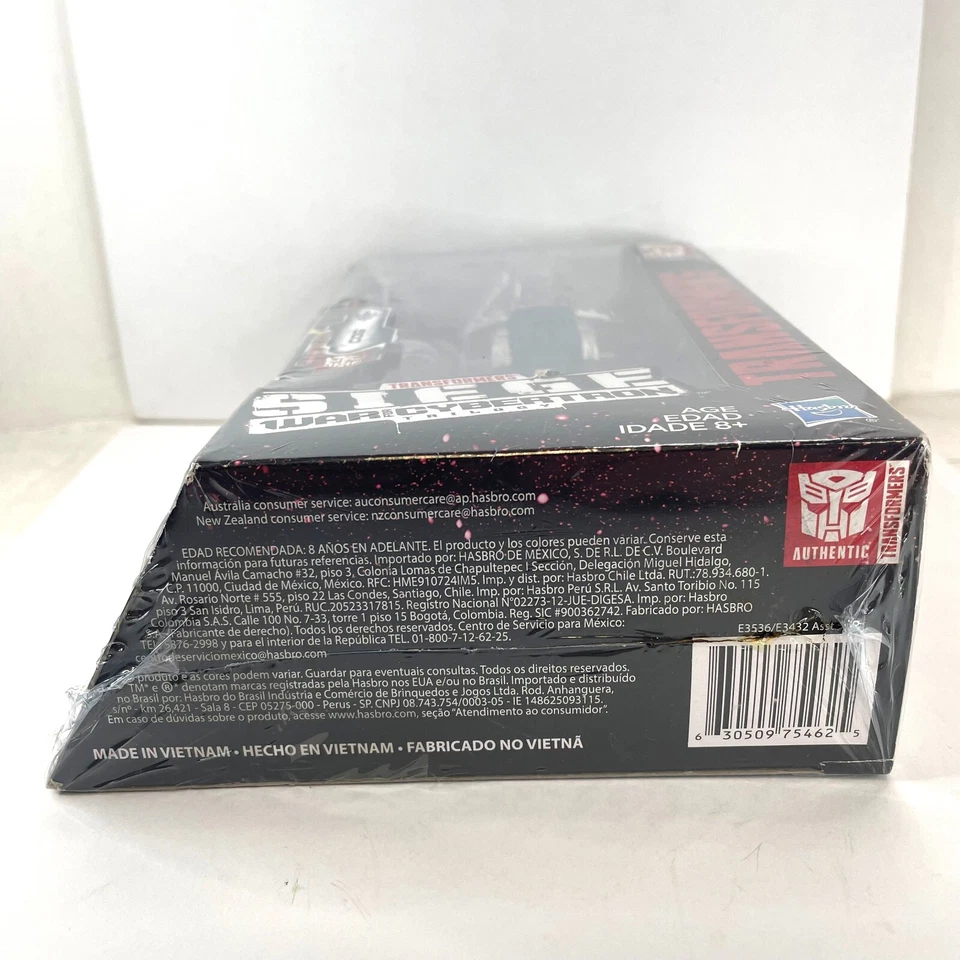 TRANSFORMERS
TRANSFORMERS
SIEGE
WAR FOR CYBERTRON
TRILOGY
AGE
EDAD
IDADE 8+
Hasbro
Australia consumer service: auconsumercare@ap.hasbro.com
New Zealand consumer service: nzconsumercare@hasbro.com
AUTHENTIC
TRANSFORMERS
EDAD RECOMENDADA: 8 AÑOS EN ADELANTE. El producto y los colores pueden variar. Conserve esta
información para futuras referencias. Importado por: HASBRO DE MÉXICO, S. DE R.L. DE C.V. Boulevard
Manuel Ávila Camacho #32, piso 3, Colonia Lomas de Chapultepec I Sección, Delegación Miguel Hidalgo,
C.P. 11000, Ciudad de México, México. RFC: HME910724IM5. Imp. y dist. por: Hasbro Chile Ltda. RUT.:78.934.680-1.
Av. Rosario Norte # 555, piso 22 Las Condes, Santiago, Chile. Imp. por: Hasbro Perú S.R.L. Av. Santo Toribio No. 115
piso 3 San Isidro, Lima, Perú. RUC.20523317815. Registro Nacional N°02273-12-JUE-DIGESA. Imp. por: Hasbro
Colombia S.A.S. Calle 100 No. 7-33, torre 1 piso 15 Bogotá, Colombia. Reg. SIC #900362742. Fabricado por: HASBRO
fabricante de derecho). Todos los derechos reservados. Centro de Servicio para México:
5876-2998 y para el interior de la República TEL. 01-800-7-12-62-25.
centrodeserviciomexico@hasbro.com
E3536/E3432 Asst.
produto e as cores podem variar. Guardar para eventuais consultas. Todos os direitos reservados.
TM* e ®* denotam marcas registradas pela Hasbro nos EUA e/ou no Brasil. Importado e distribuído
no Brasil por: Hasbro do Brasil Indústria e Comércio de Brinquedos e Jogos Ltda. Rod. Anhanguera,
s/nº - km 26,421 - Sala 8 - CEP 05275-000 - Perus - SP. CNPJ 08.743.754/0003-05 - IE 148625093115.
Em caso de dúvidas sobre o produto, acesse www.hasbro.com, seção "Atendimento ao consumidor".
MADE IN VIETNAM • HECHO EN VIETNAM • FABRICADO NO VIETNÃ
6 30509 75462 5